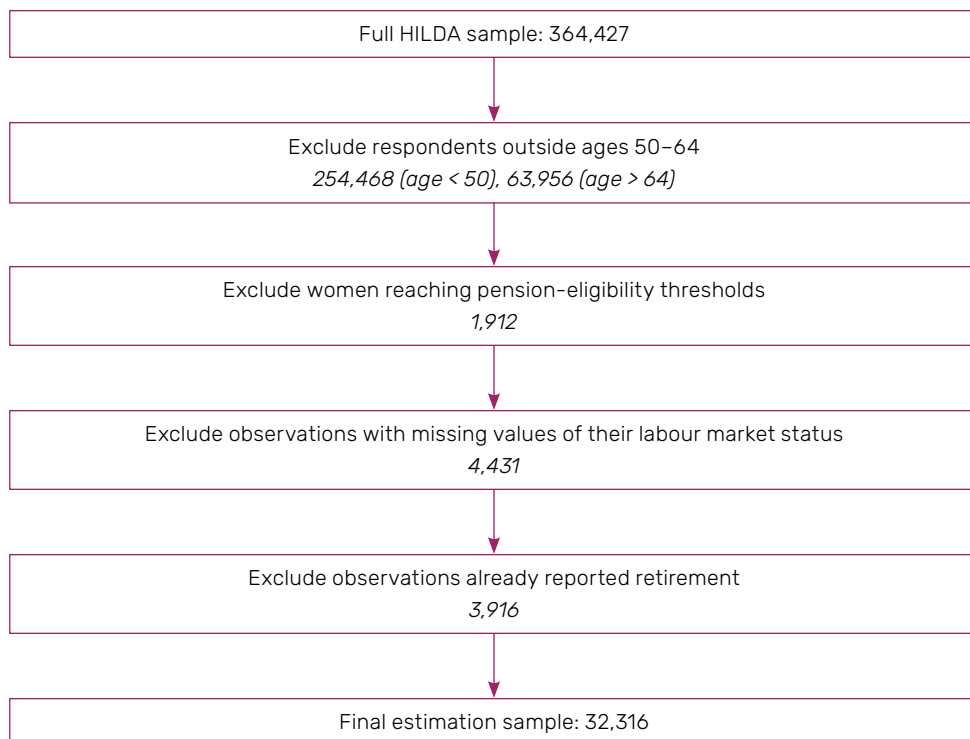 Full HILDA sample: 364,427
Exclude respondents outside ages 50–64
254,468 (age < 50), 63,956 (age > 64)
Exclude women reaching pension-eligibility thresholds
1,912
Exclude observations with missing values of their labour market status
4,431
Exclude observations already reported retirement
3,916
Final estimation sample: 32,316